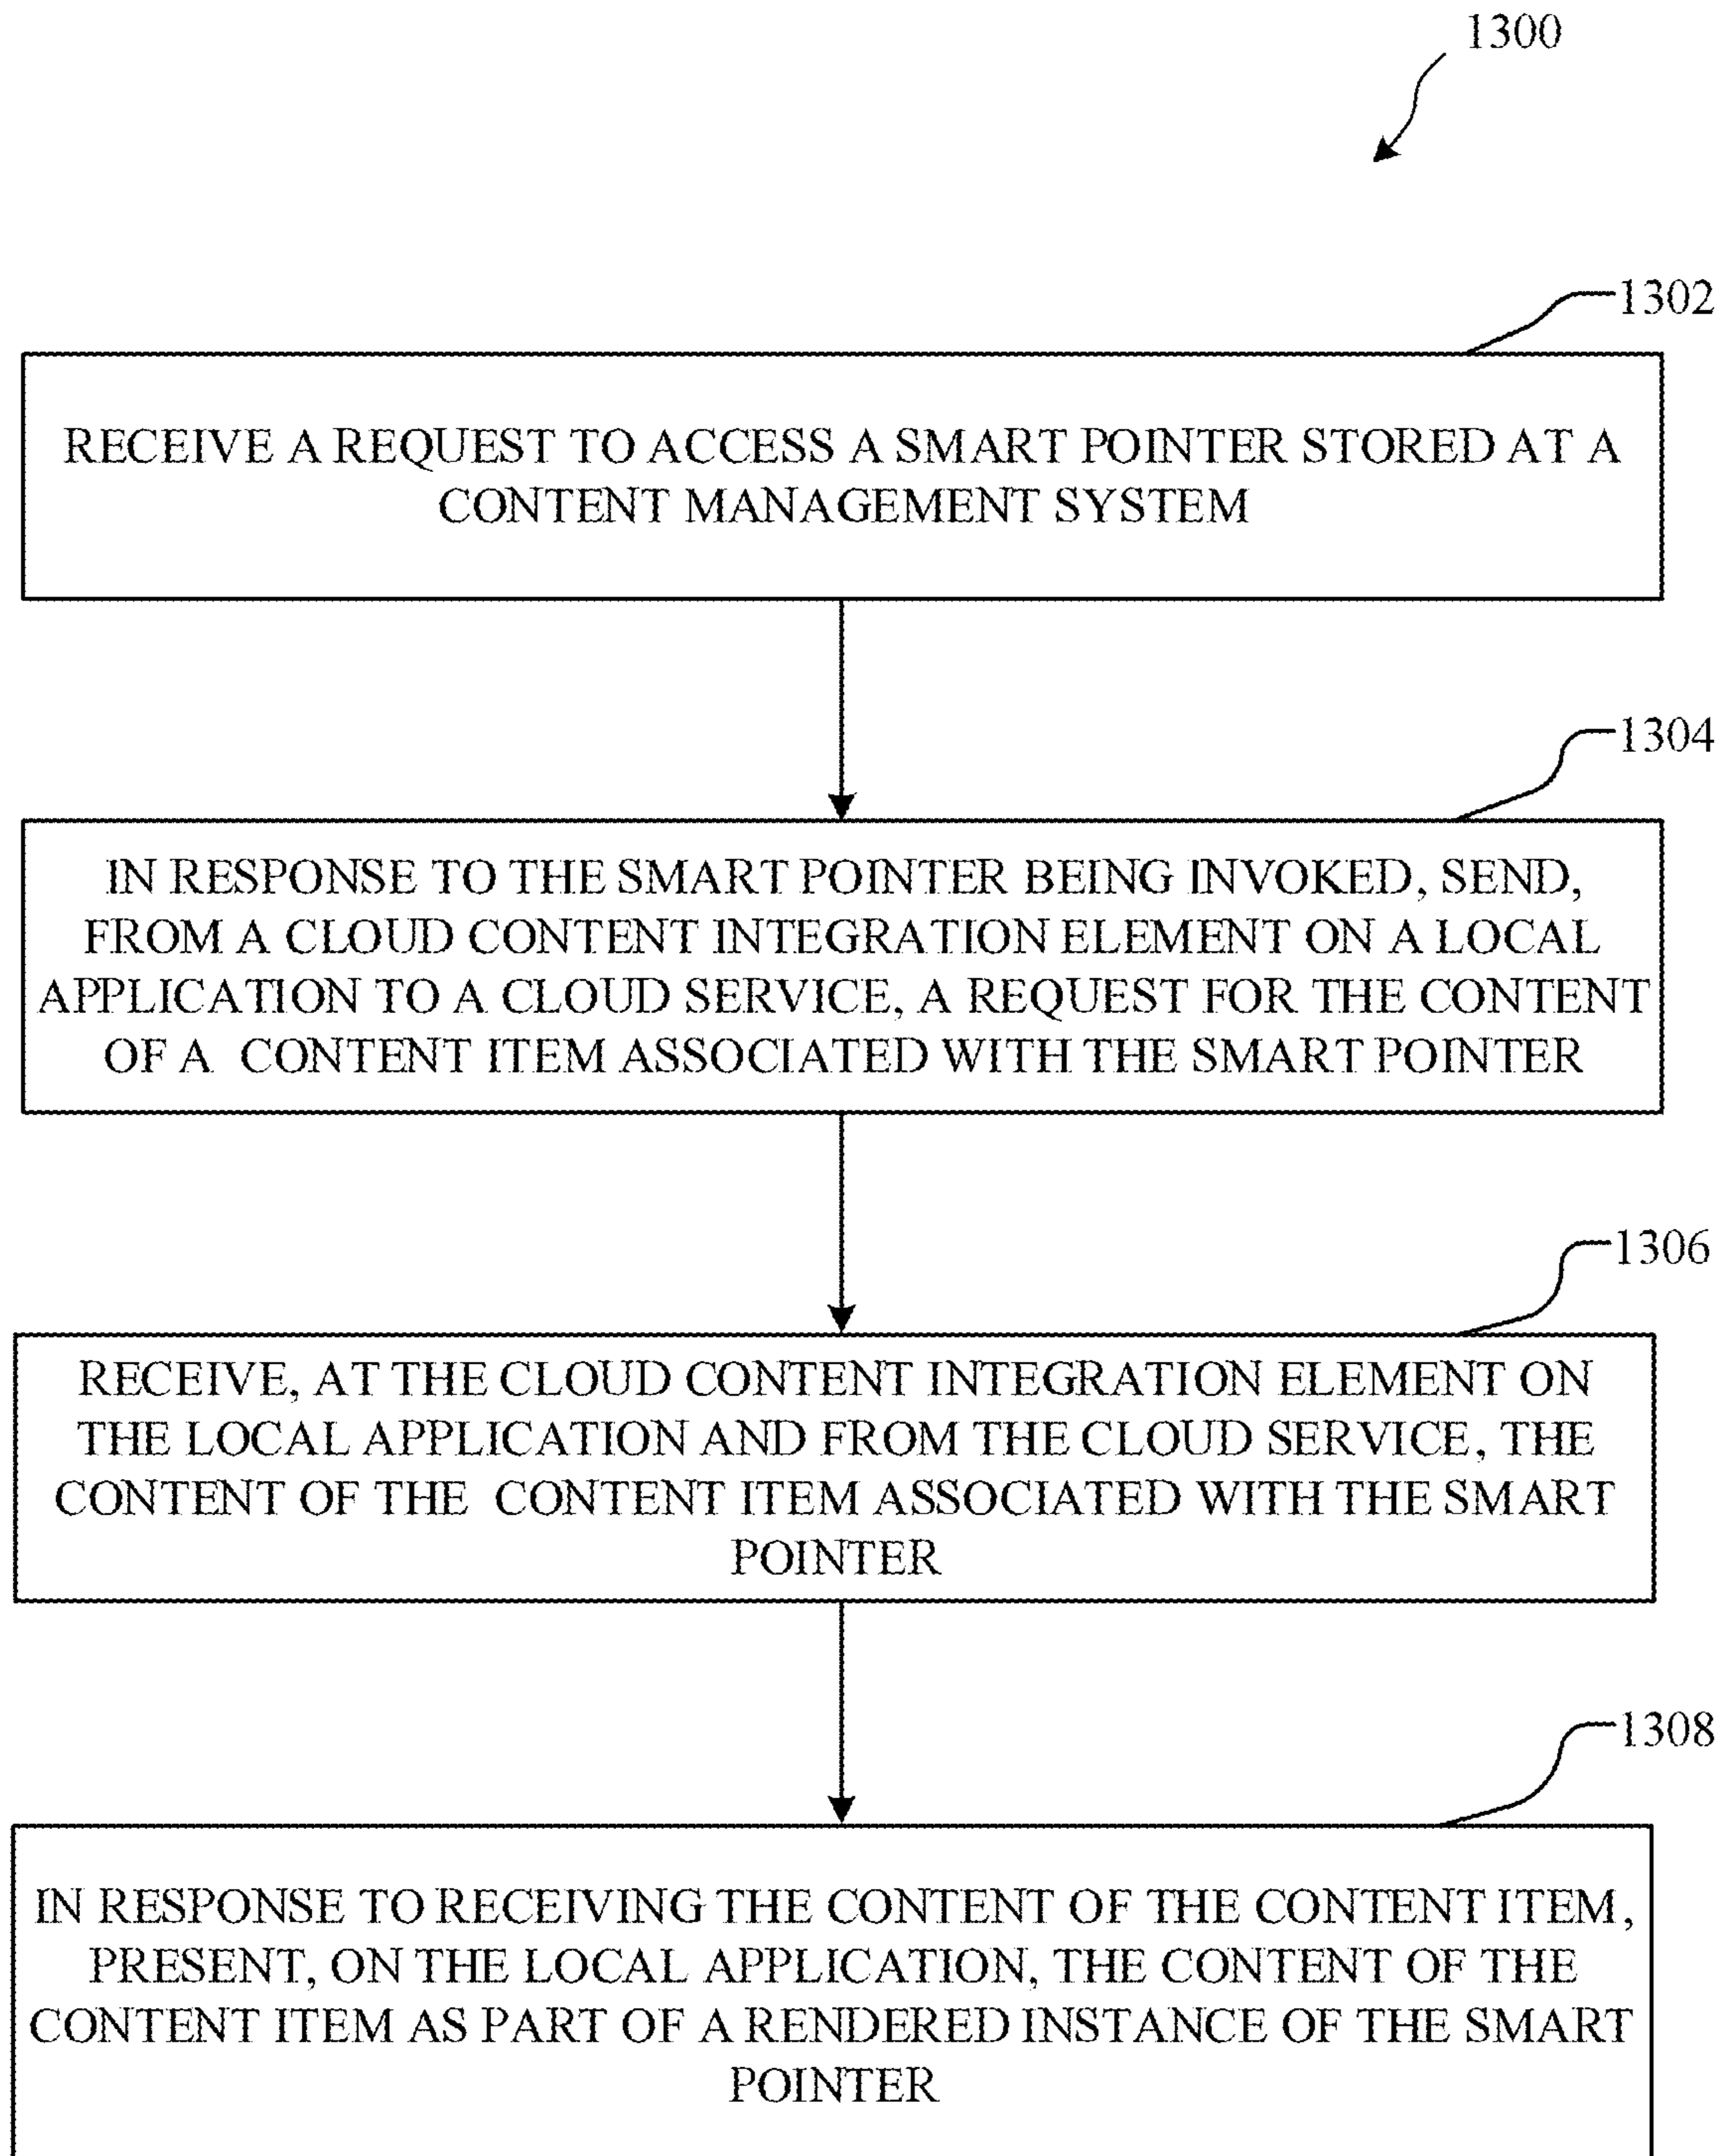 1300
1302
RECEIVE A REQUEST TO ACCESS A SMART POINTER STORED AT A
CONTENT MANAGEMENT SYSTEM
1304
IN RESPONSE TO THE SMART POINTER BEING INVOKED, SEND,
FROM A CLOUD CONTENT INTEGRATION ELEMENT ON A LOCAL
APPLICATION TO A CLOUD SERVICE, A REQUEST FOR THE CONTENT
OF A CONTENT ITEM ASSOCIATED WITH THE SMART POINTER
1306
RECEIVE, AT THE CLOUD CONTENT INTEGRATION ELEMENT ON
THE LOCAL APPLICATION AND FROM THE CLOUD SERVICE, THE
CONTENT OF THE CONTENT ITEM ASSOCIATED WITH THE SMART
POINTER
1308
IN RESPONSE TO RECEIVING THE CONTENT OF THE CONTENT ITEM,
PRESENT, ON THE LOCAL APPLICATION, THE CONTENT OF THE
CONTENT ITEM AS PART OF A RENDERED INSTANCE OF THE SMART
POINTER